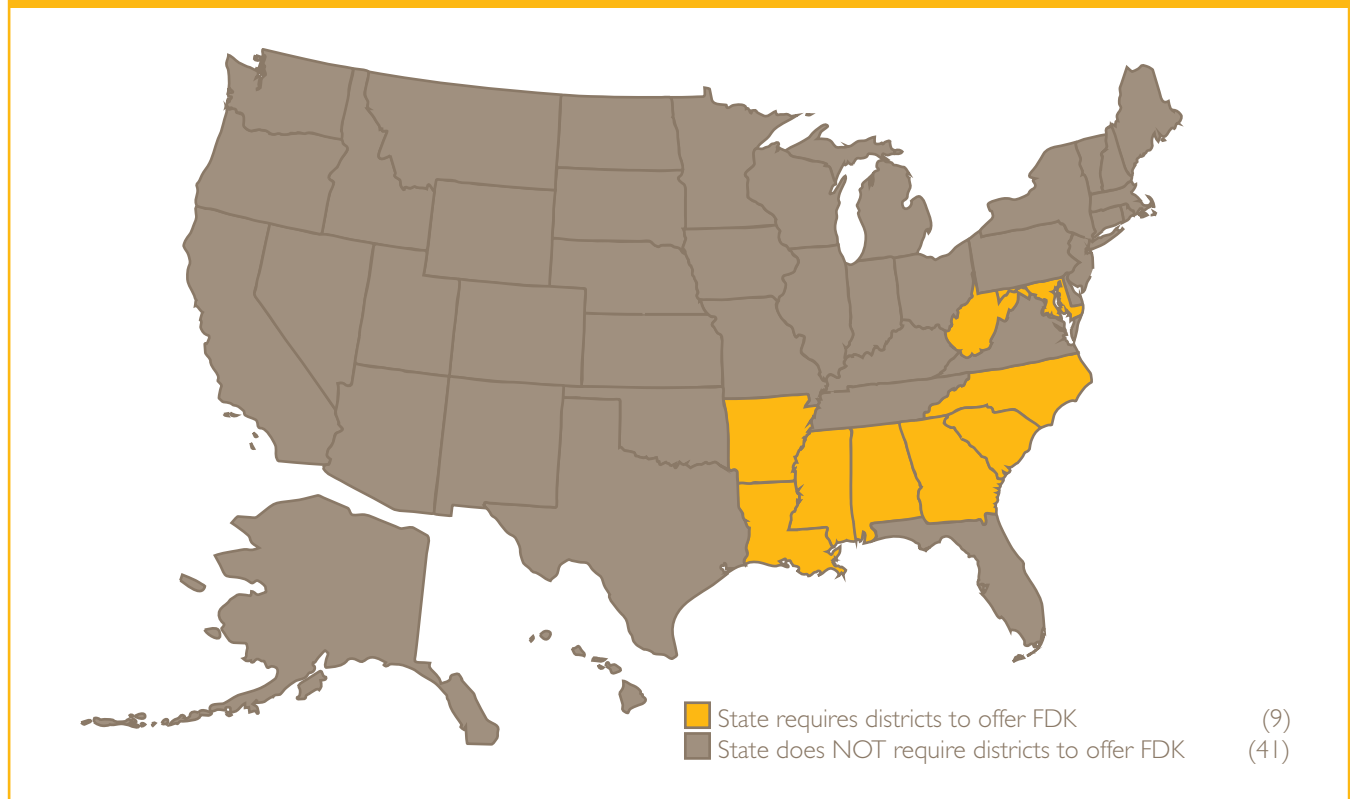 State requires districts to offer FDK (9)
State does NOT require districts to offer FDK (41)